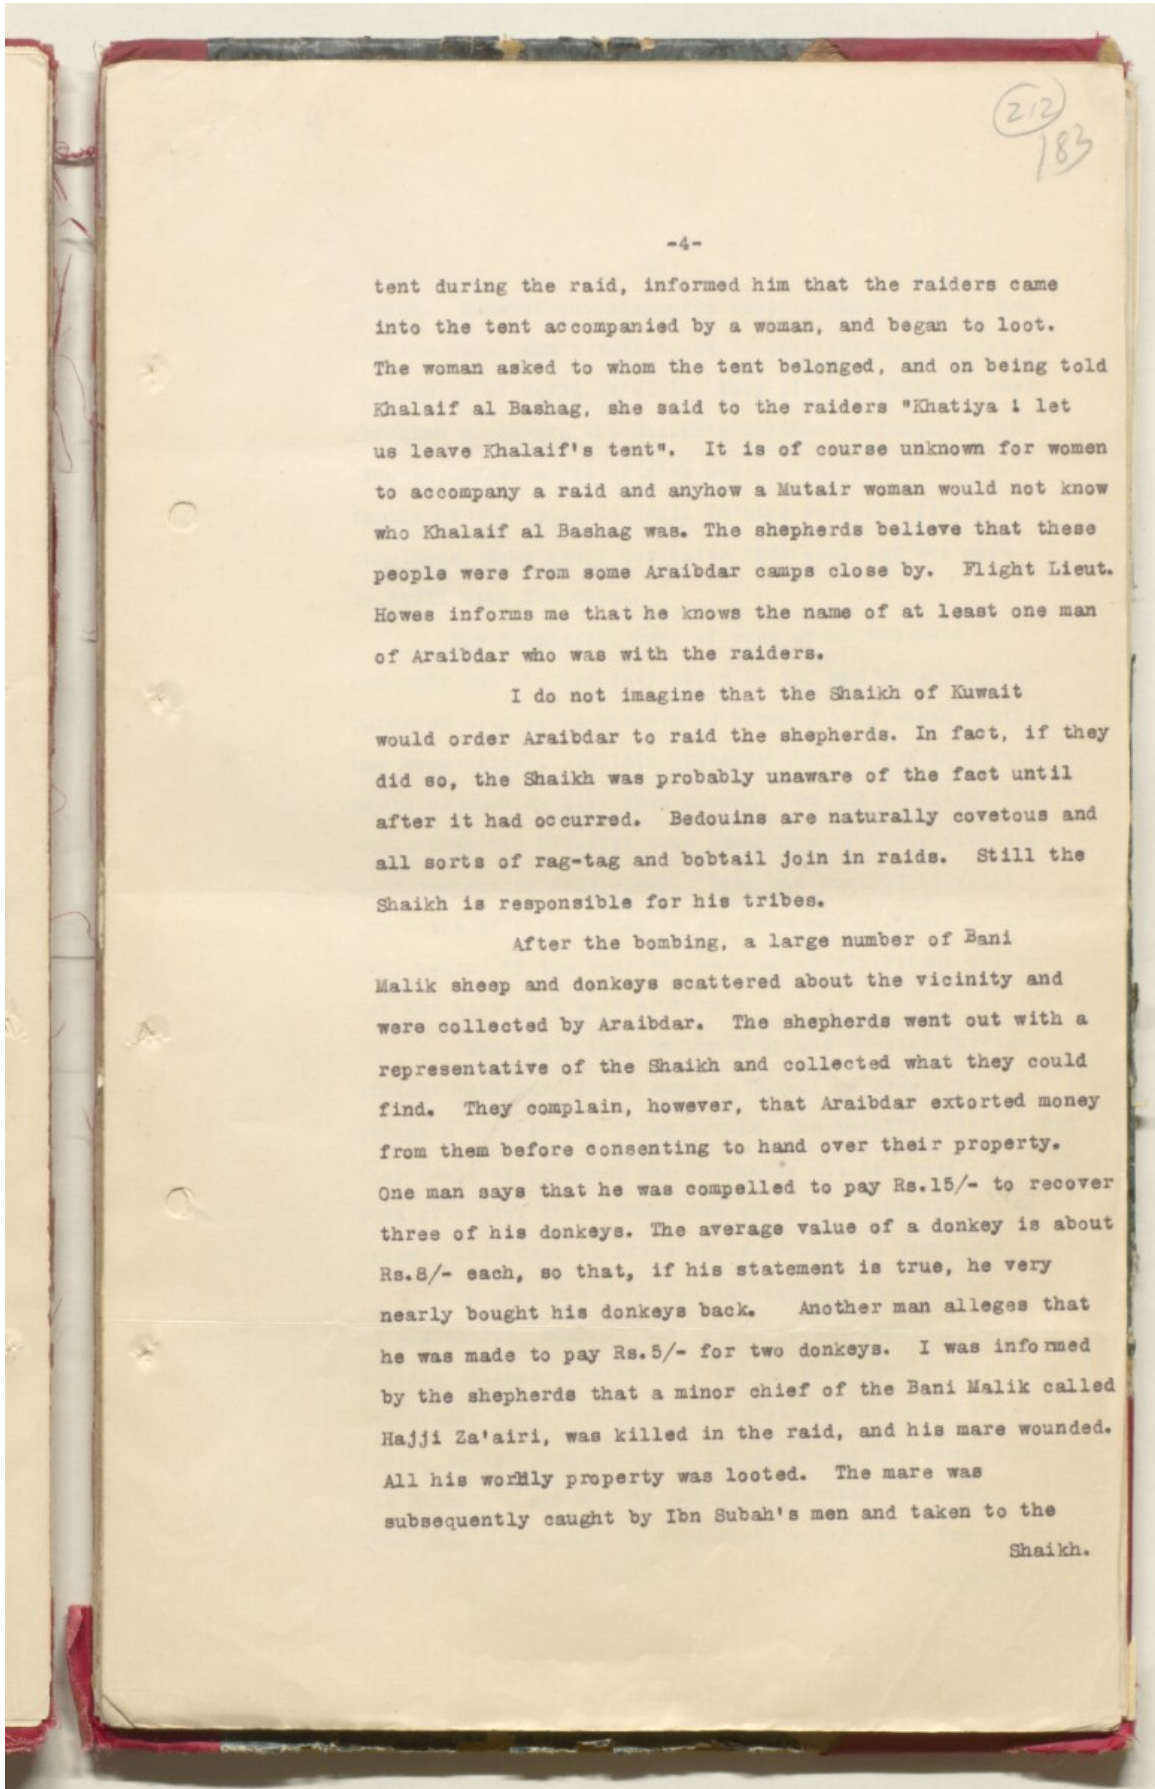 212
183
-4-
tent during the raid, informed him that the raiders came
into the tent accompanied by a woman, and began to loot.
The woman asked to whom the tent belonged, and on being told
Khalaif al Bashag, she said to the raiders "Khatiya ! let
us leave Khalaif's tent". It is of course unknown for women
to accompany a raid and anyhow a Mutair woman would not know
who Khalaif al Bashag was. The shepherds believe that these
people were from some Araibdar camps close by. Flight Lieut.
Howes informs me that he knows the name of at least one man
of Araibdar who was with the raiders.
I do not imagine that the Shaikh of Kuwait
would order Araibdar to raid the shepherds. In fact, if they
did so, the Shaikh was probably unaware of the fact until
after it had occurred. Bedouins are naturally covetous and
all sorts of rag-tag and bobtail join in raids. Still the
Shaikh is responsible for his tribes.
After the bombing, a large number of Bani
Malik sheep and donkeys scattered about the vicinity and
were collected by Araibdar. The shepherds went out with a
representative of the Shaikh and collected what they could
find. They complain, however, that Araibdar extorted money
from them before consenting to hand over their property.
One man says that he was compelled to pay Rs.15/- to recover
three of his donkeys. The average value of a donkey is about
Rs.8/- each, so that, if his statement is true, he very
nearly bought his donkeys back. Another man alleges that
he was made to pay Rs.5/- for two donkeys. I was informed
by the shepherds that a minor chief of the Bani Malik called
Hajji Za'airi, was killed in the raid, and his mare wounded.
All his worldly property was looted. The mare was
subsequently caught by Ibn Subah's men and taken to the
Shaikh.